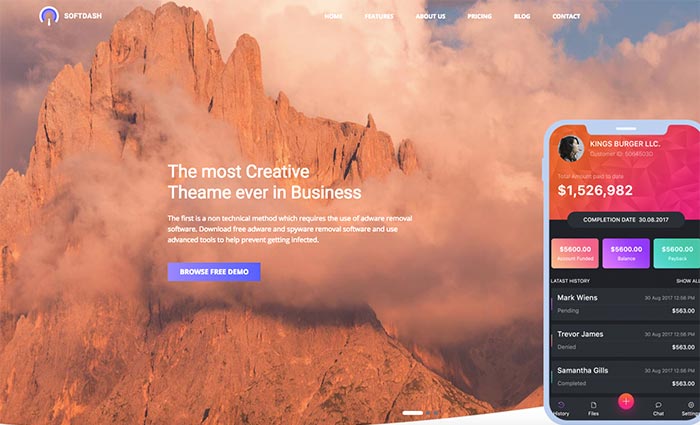 SOFTDASH
HOME FEATURES ABOUT US PRICING BLOG CONTACT
The most Creative
Theame ever in Business
The first is a non technical method which requires the use of adware removal
software. Download free adware and spyware removal software and use
advanced tools to help prevent getting infected.
BROWSE FREE DEMO
KINGS BURGER LLC.
Customer ID: 50945030
Total Amount paid to date
$1,526,982
COMPLETION DATE 30.08.2017
$5600.00 $5600.00 $5600.00
Account Funded Balance Payback
LATAST HISTORY SHOW ALL
Mark Wiens 30 Aug 2017 12:56 PM
Pending $563.00
Trevor James 30 Aug 2017 12:56 PM
Denied $563.00
Samantha Gills 30 Aug 2017 12:56 PM
Completed $563.00
History Files Chat Settings